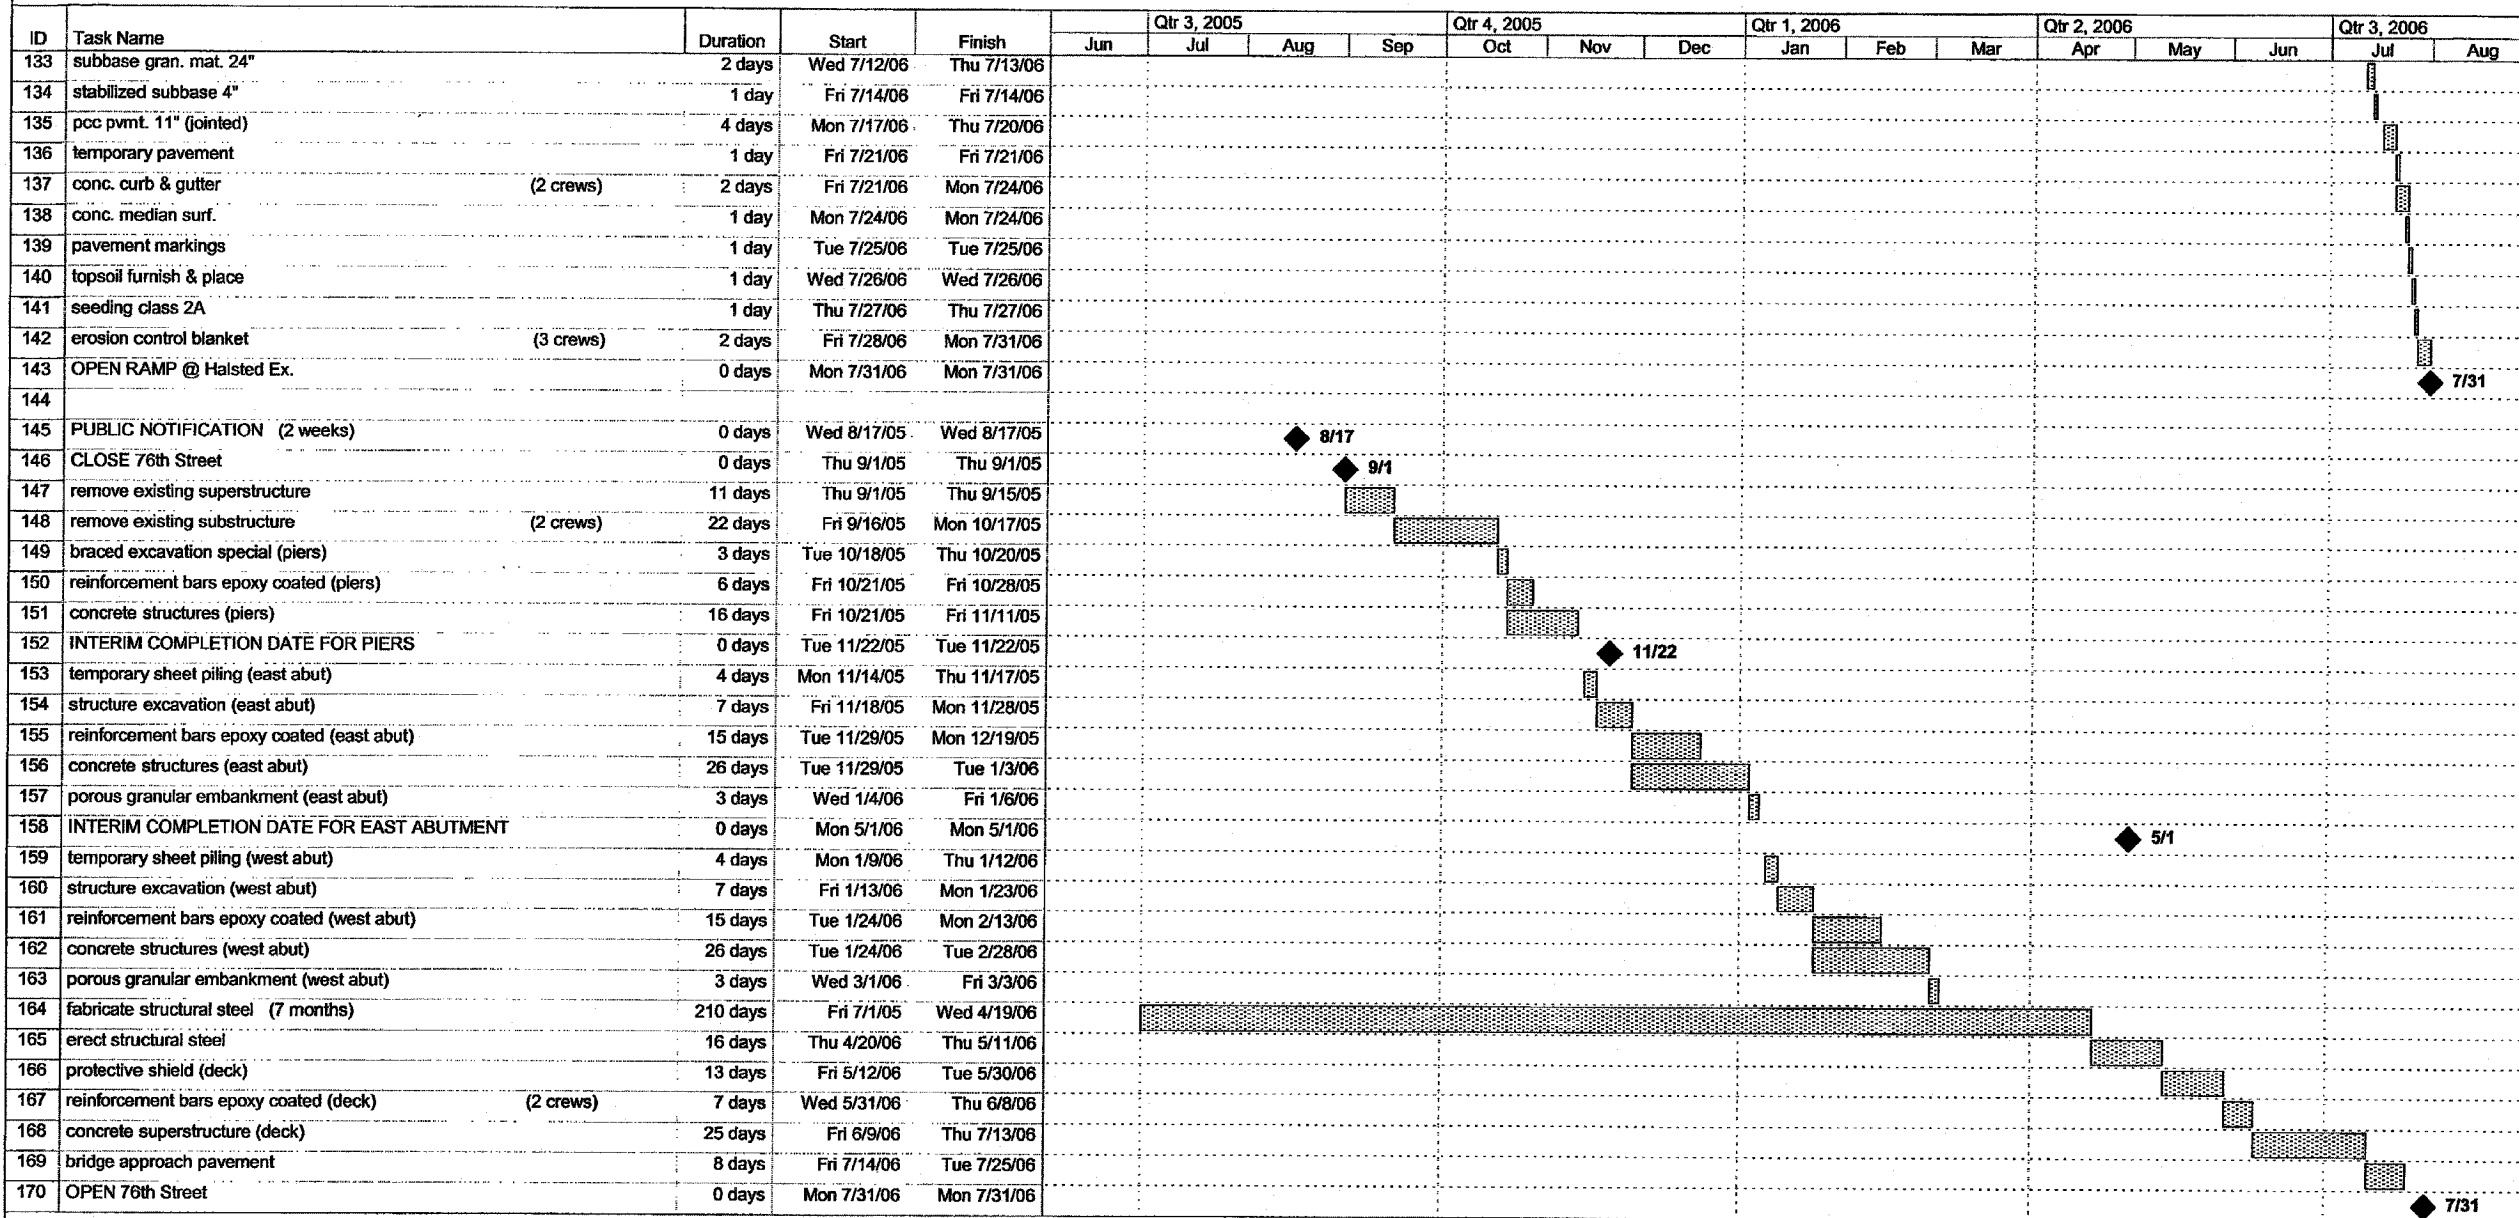 Qtr 3, 2005 Qtr 4, 2005 Qtr 1, 2006 Qtr 2, 2006 Qtr 3, 2006
ID Task Name Duration Start Finish Jun Jul Aug Sep Oct Nov Dec Jan Feb Mar Apr May Jun Jul Aug
133 subbase gran. mat. 24" 2 days Wed 7/12/06 Thu 7/13/06
134 stabilized subbase 4" 1 day Fri 7/14/06 Fri 7/14/06
135 pcc pvmt. 11" (jointed) 4 days Mon 7/17/06 Thu 7/20/06
136 temporary pavement 1 day Fri 7/21/06 Fri 7/21/06
137 conc. curb & gutter (2 crews) 2 days Fri 7/21/06 Mon 7/24/06
138 conc. median surf. 1 day Mon 7/24/06 Mon 7/24/06
139 pavement markings 1 day Tue 7/25/06 Tue 7/25/06
140 topsoil furnish & place 1 day Wed 7/26/06 Wed 7/26/06
141 seeding class 2A 1 day Thu 7/27/06 Thu 7/27/06
142 erosion control blanket (3 crews) 2 days Fri 7/28/06 Mon 7/31/06
143 OPEN RAMP @ Halsted Ex. 0 days Mon 7/31/06 Mon 7/31/06 7/31
144
145 PUBLIC NOTIFICATION (2 weeks) 0 days Wed 8/17/05 Wed 8/17/05 8/17
146 CLOSE 76th Street 0 days Thu 9/1/05 Thu 9/1/05 9/1
147 remove existing superstructure 11 days Thu 9/1/05 Thu 9/15/05
148 remove existing substructure (2 crews) 22 days Fri 9/16/05 Mon 10/17/05
149 braced excavation special (piers) 3 days Tue 10/18/05 Thu 10/20/05
150 reinforcement bars epoxy coated (piers) 6 days Fri 10/21/05 Fri 10/28/05
151 concrete structures (piers) 16 days Fri 10/21/05 Fri 11/11/05
152 INTERIM COMPLETION DATE FOR PIERS 0 days Tue 11/22/05 Tue 11/22/05 11/22
153 temporary sheet piling (east abut) 4 days Mon 11/14/05 Thu 11/17/05
154 structure excavation (east abut) 7 days Fri 11/18/05 Mon 11/28/05
155 reinforcement bars epoxy coated (east abut) 15 days Tue 11/29/05 Mon 12/19/05
156 concrete structures (east abut) 26 days Tue 11/29/05 Tue 1/3/06
157 porous granular embankment (east abut) 3 days Wed 1/4/06 Fri 1/6/06
158 INTERIM COMPLETION DATE FOR EAST ABUTMENT 0 days Mon 5/1/06 Mon 5/1/06 5/1
159 temporary sheet piling (west abut) 4 days Mon 1/9/06 Thu 1/12/06
160 structure excavation (west abut) 7 days Fri 1/13/06 Mon 1/23/06
161 reinforcement bars epoxy coated (west abut) 15 days Tue 1/24/06 Mon 2/13/06
162 concrete structures (west abut) 26 days Tue 1/24/06 Tue 2/28/06
163 porous granular embankment (west abut) 3 days Wed 3/1/06 Fri 3/3/06
164 fabricate structural steel (7 months) 210 days Fri 7/1/05 Wed 4/19/06
165 erect structural steel 16 days Thu 4/20/06 Thu 5/11/06
166 protective shield (deck) 13 days Fri 5/12/06 Tue 5/30/06
167 reinforcement bars epoxy coated (deck) (2 crews) 7 days Wed 5/31/06 Thu 6/8/06
168 concrete superstructure (deck) 25 days Fri 6/9/06 Thu 7/13/06
169 bridge approach pavement 8 days Fri 7/14/06 Tue 7/25/06
170 OPEN 76th Street 0 days Mon 7/31/06 Mon 7/31/06 7/31